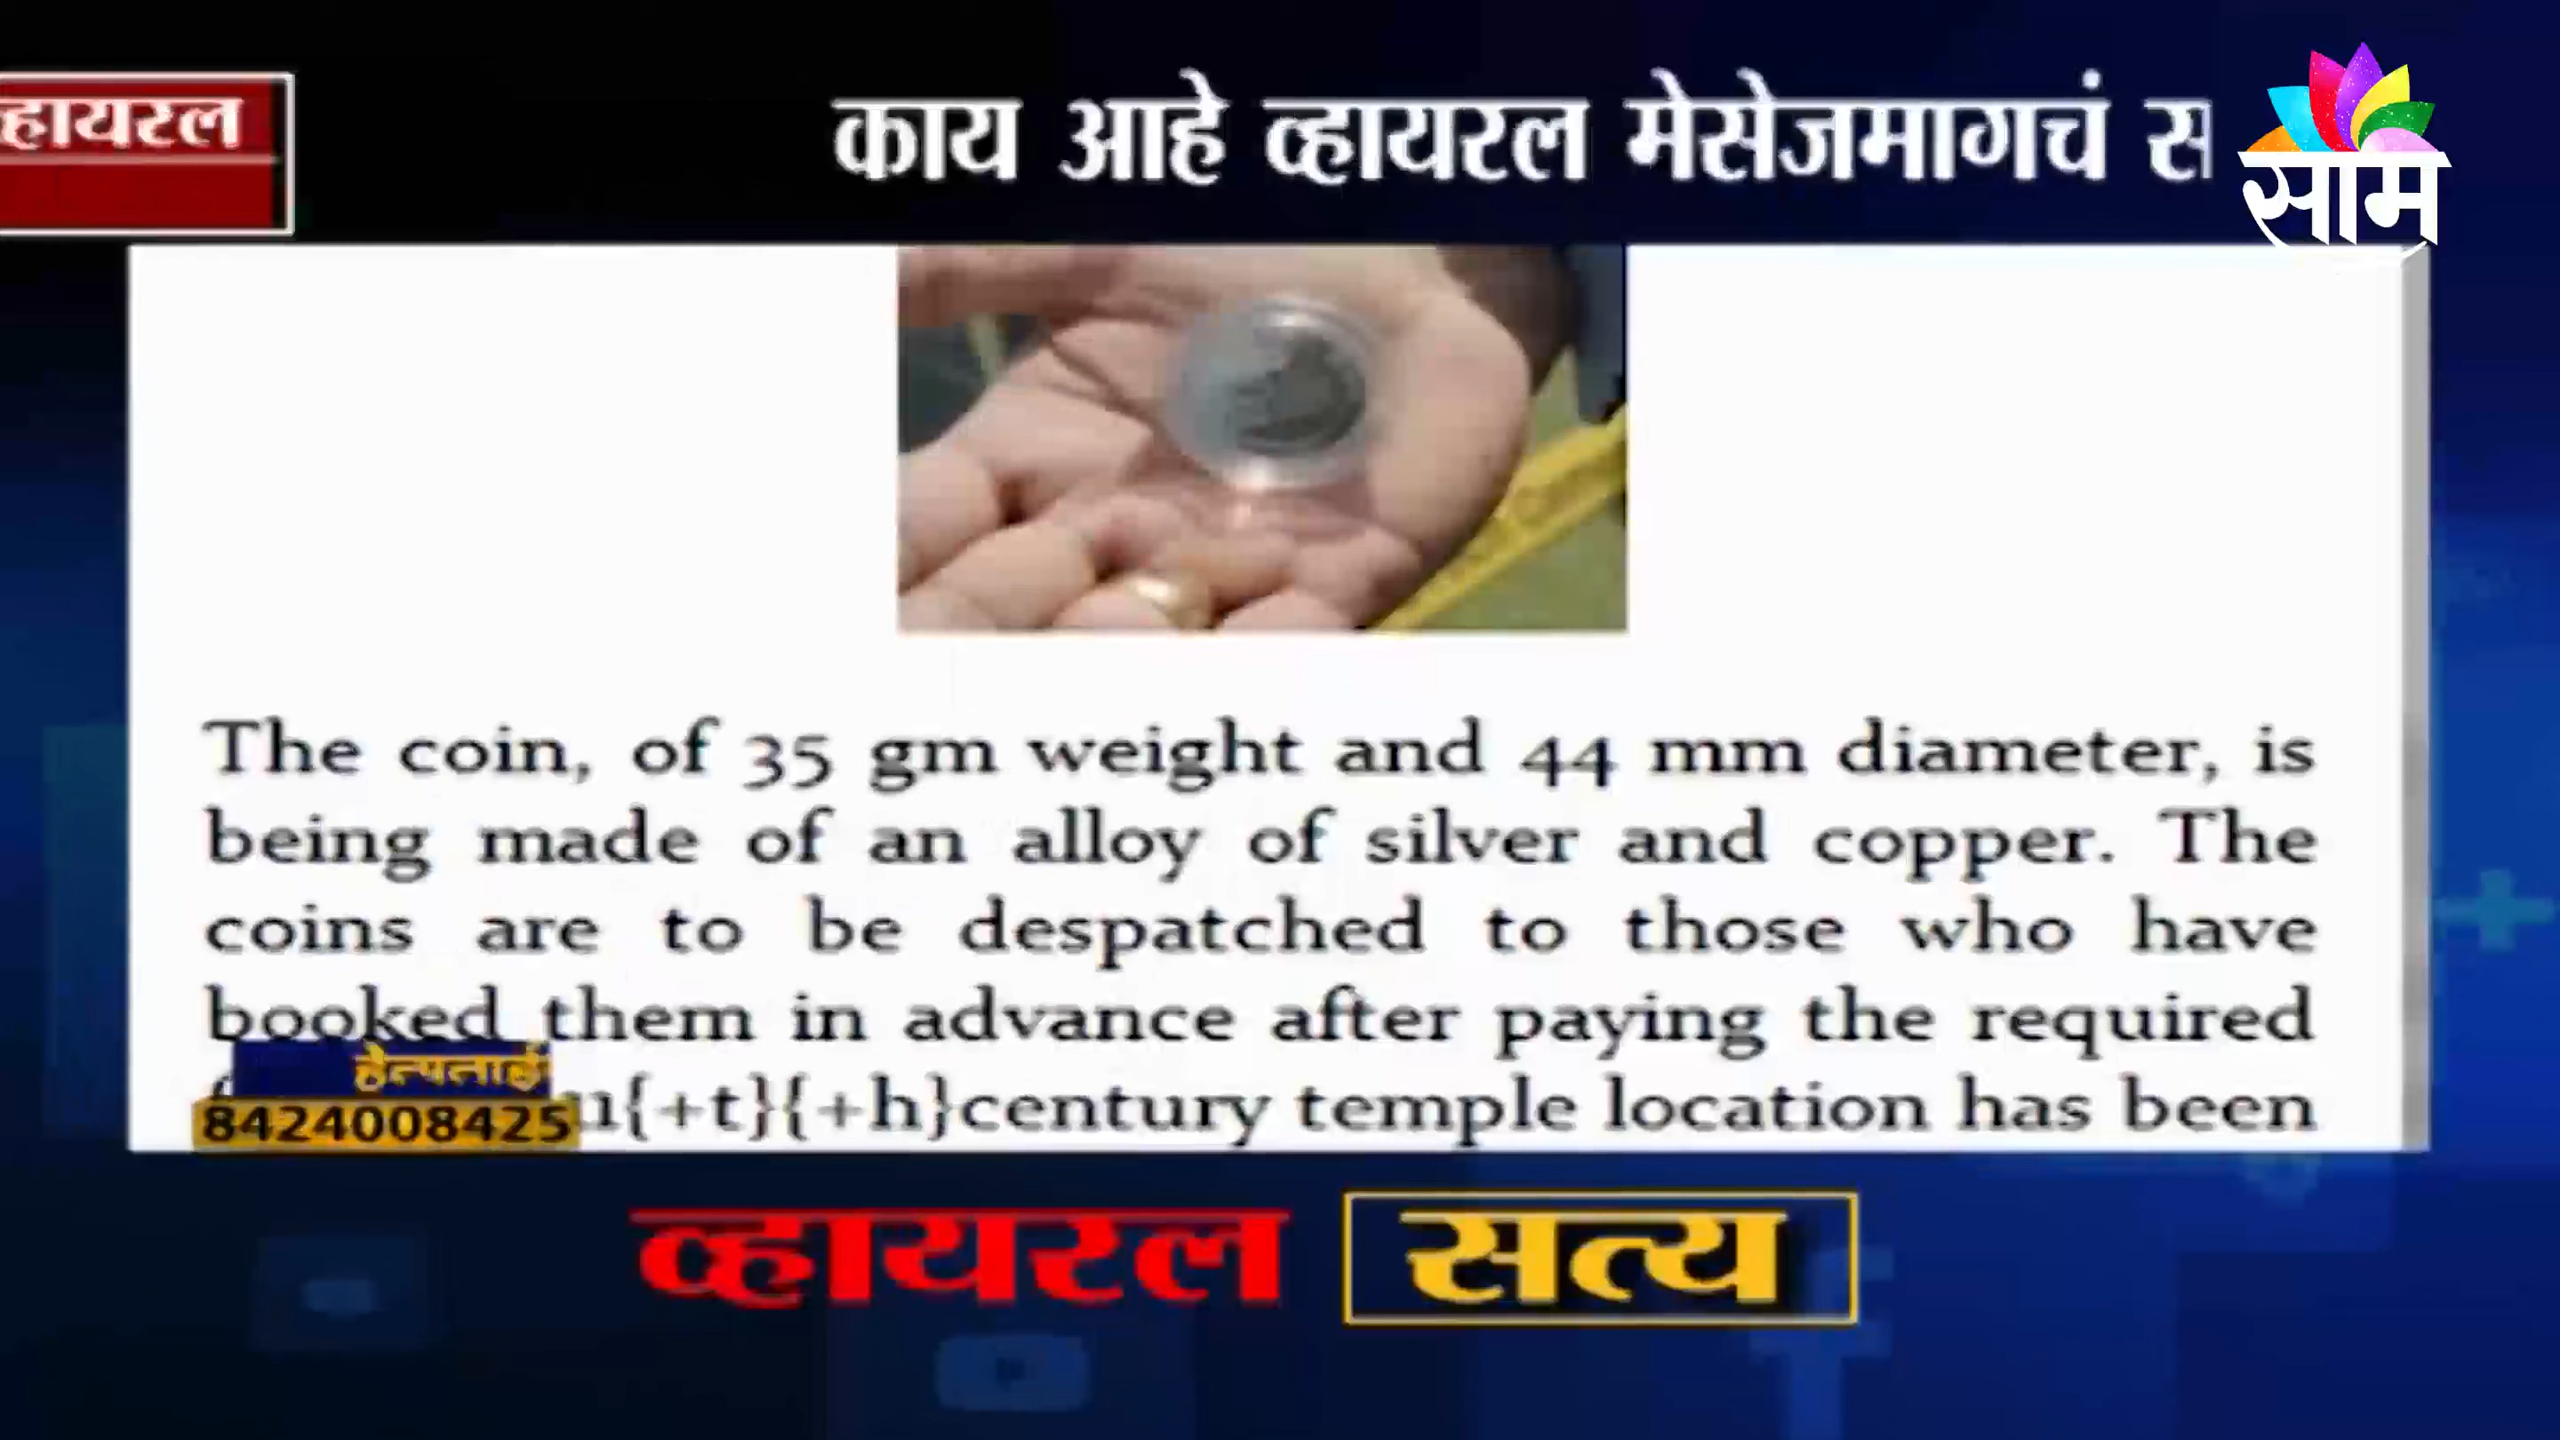 व्हायरल
काय आहे व्हायरल मेसेजमागचं
साम
The coin, of 35 gm weight and 44 mm diameter, is
being made of an alloy of silver and copper. The
coins are to be despatched to those who have
booked them in advance after paying the required
century temple location has been
8424008425
व्हायरल सत्य